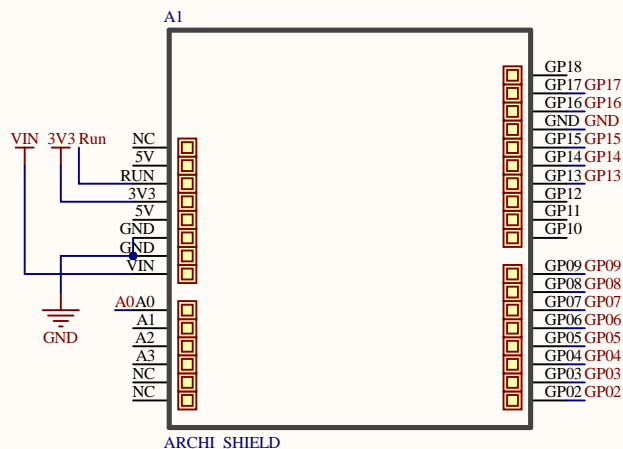 A1
VIN 3V3 Run
NC
5V
RUN
3V3
5V
GND
GND
VIN
GND
A0 A0
A1
A2
A3
NC
NC
GP18
GP17 GP17
GP16 GP16
GND GND
GP15 GP15
GP14 GP14
GP13 GP13
GP12
GP11
GP10
GP09 GP09
GP08 GP08
GP07 GP07
GP06 GP06
GP05 GP05
GP04 GP04
GP03 GP03
GP02 GP02
ARCHI SHIELD